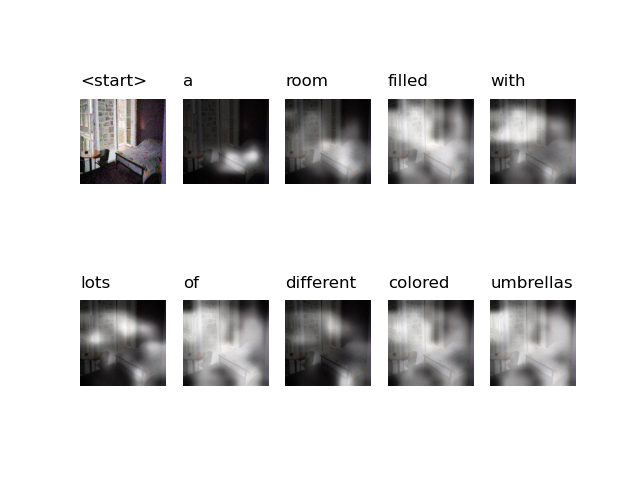 <start> a room filled with
lots of different colored umbrellas